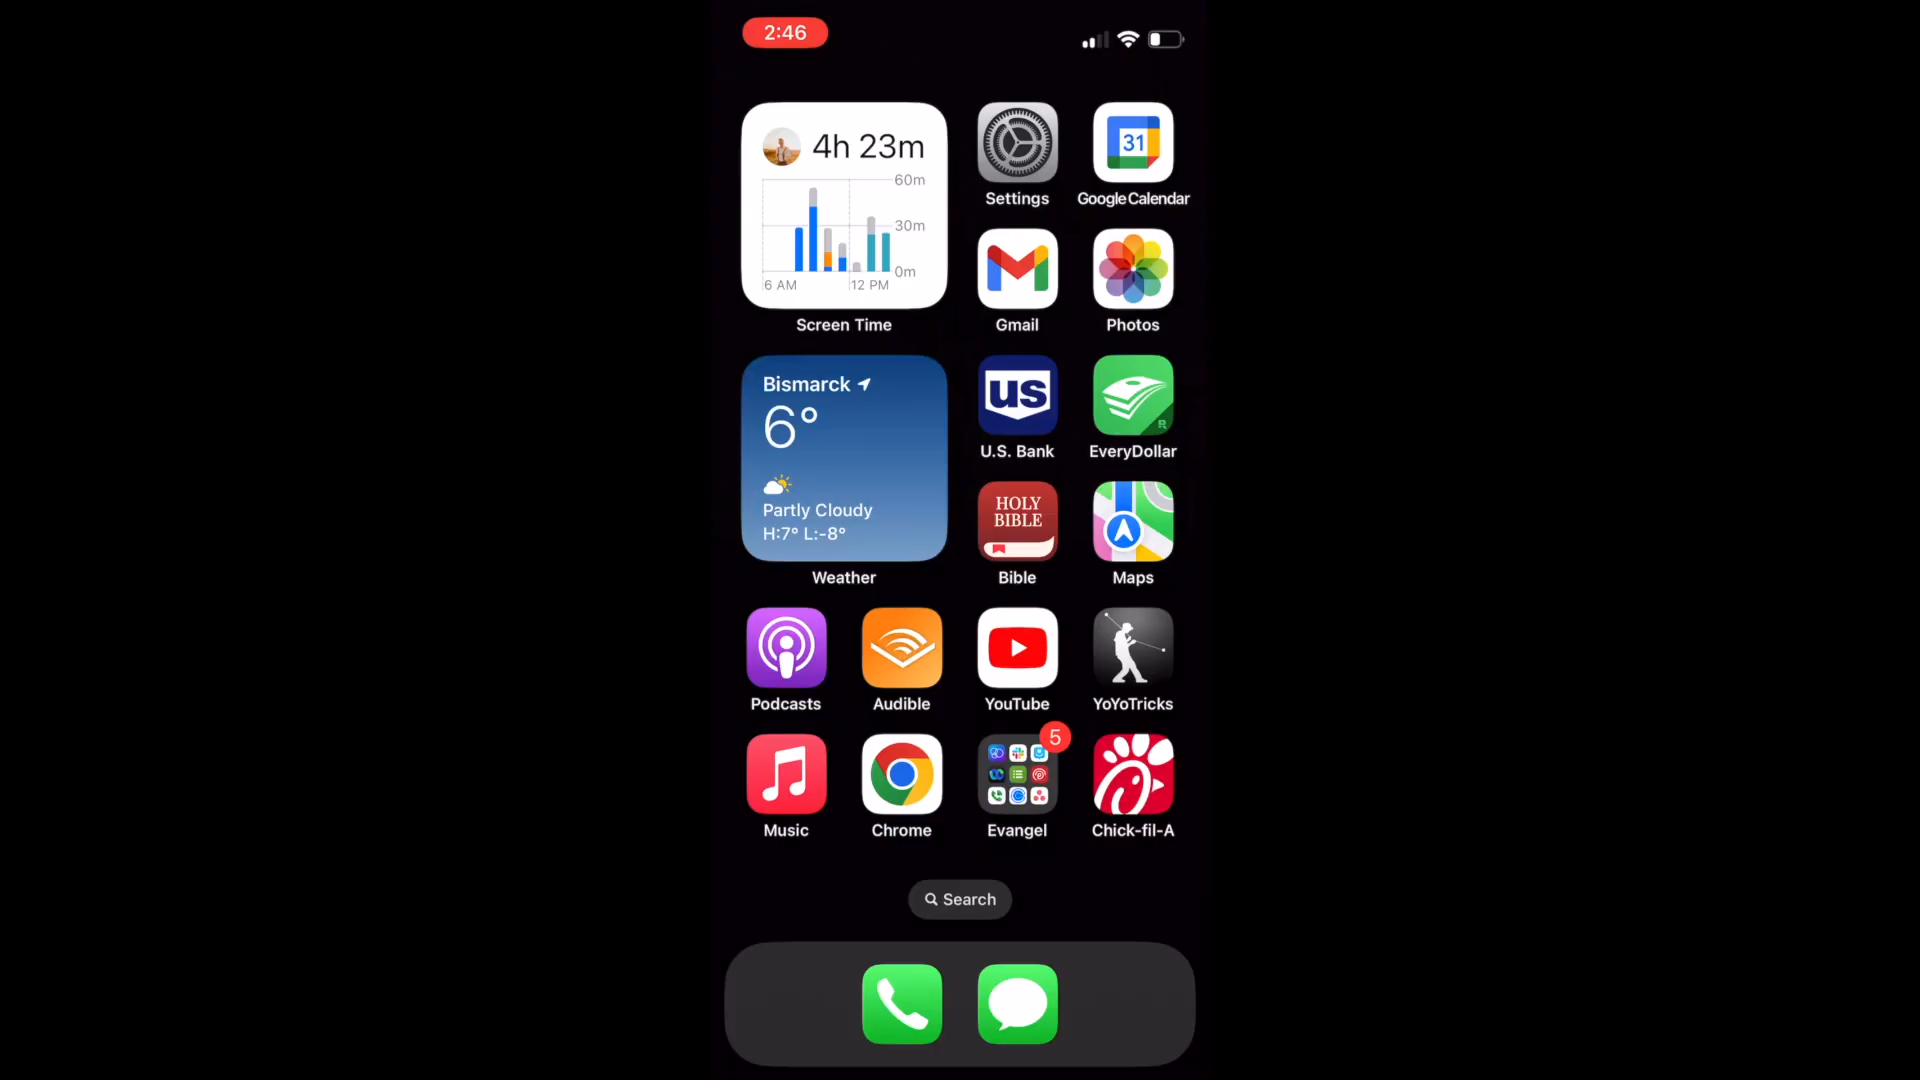 2:46
4h 23m
60m
30m
0m
6 AM
12 PM
Screen Time
Settings
31
Google Calendar
Gmail
Photos
Bismarck
6°
Partly Cloudy
H:7° L:-8°
Weather
us
U.S. Bank
R
EveryDollar
HOLY
BIBLE
Bible
Maps
Podcasts
Audible
YouTube
YoYoTricks
Music
Chrome
5
Evangel
Chick-fil-A
Search